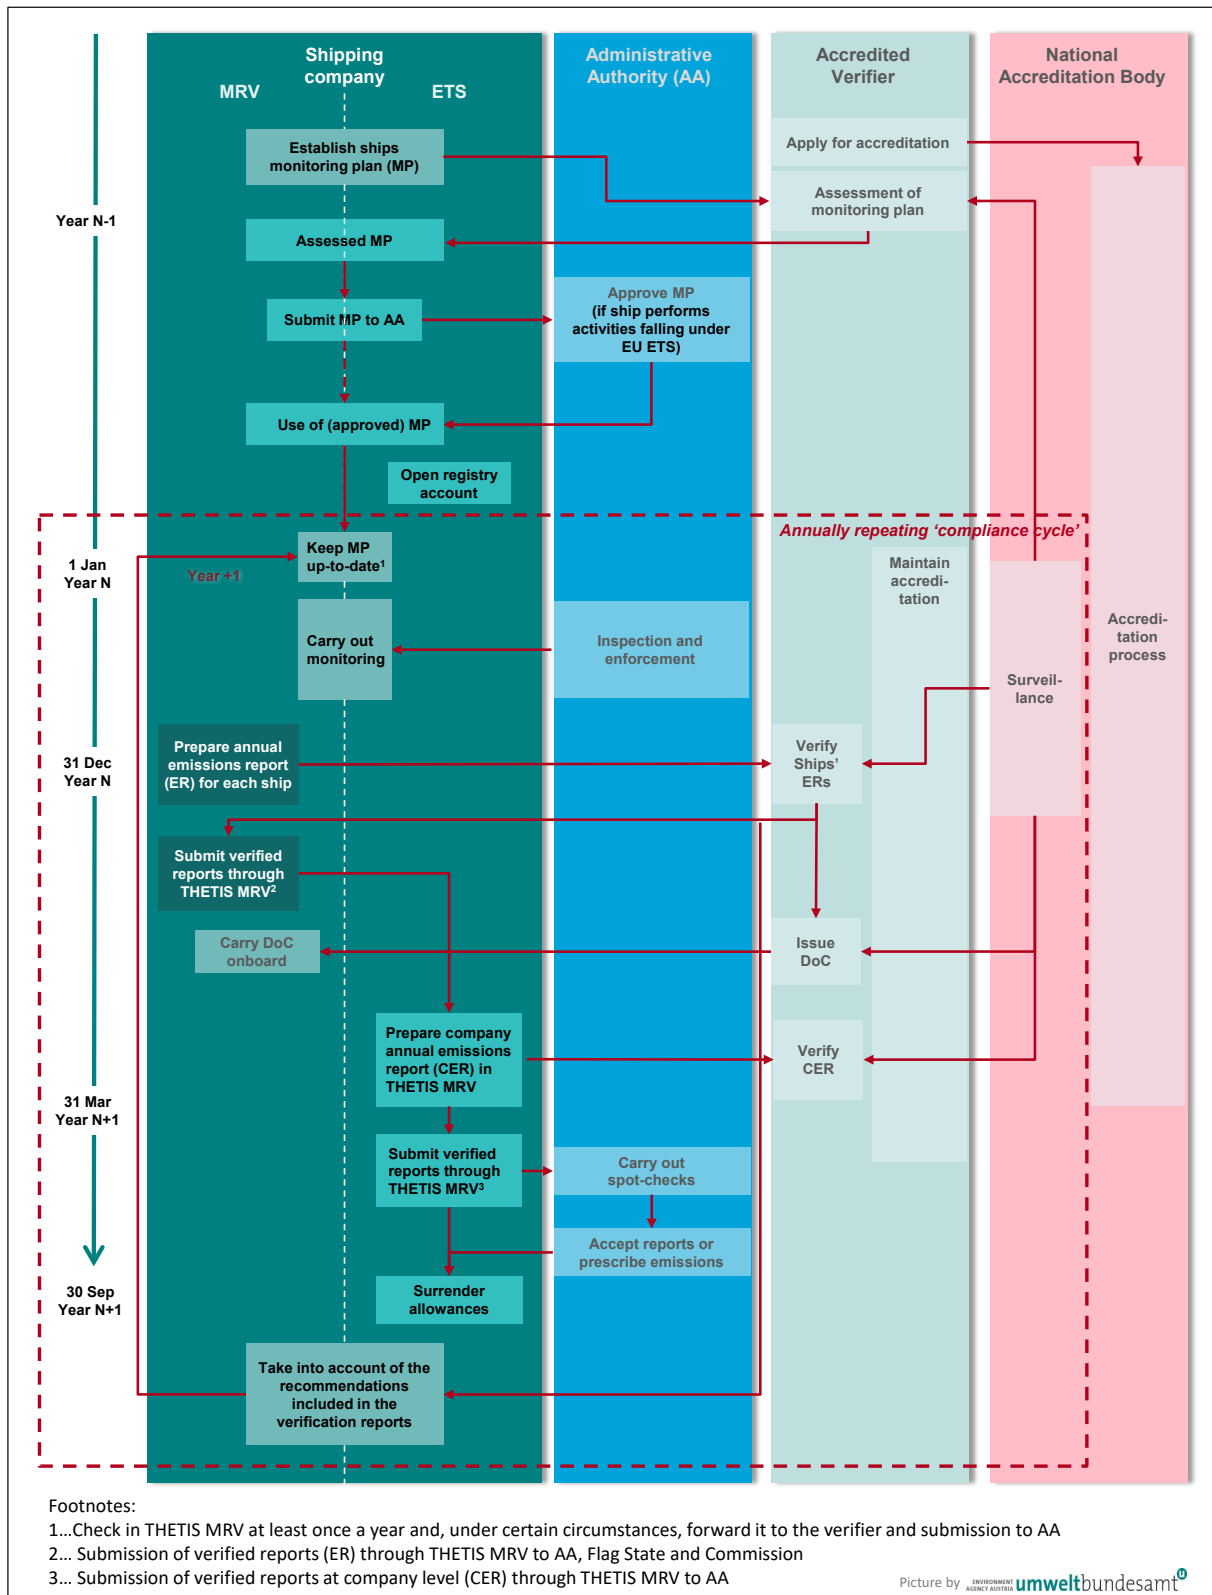 Shipping
company
MRV
ETS
Administrative
Authority (AA)
Accredited
Verifier
National
Accreditation Body
Establish ships
monitoring plan (MP)
Apply for accreditation
Assessment of
monitoring plan
Year N-1
Assessed MP
Submit MP to AA
Approve MP
(if ship performs
activities falling under
EU ETS)
Use of (approved) MP
Open registry
account
Annually repeating ‘compliance cycle’
1 Jan
Year N
Year +1
Keep MP
up-to-date1
Maintain
accredi-
tation
Carry out
monitoring
Inspection and
enforcement
Accredi-
tation
process
Surveil-
lance
31 Dec
Year N
Prepare annual
emissions report
(ER) for each ship
Verify
Ships’
ERs
Submit verified
reports through
THETIS MRV2
Carry DoC
onboard
Issue
DoC
Prepare company
annual emissions
report (CER) in
THETIS MRV
Verify
CER
31 Mar
Year N+1
Submit verified
reports through
THETIS MRV3
Carry out
spot-checks
Accept reports or
prescribe emissions
30 Sep
Year N+1
Surrender
allowances
Take into account of the
recommendations
included in the
verification reports
Footnotes:
1...Check in THETIS MRV at least once a year and, under certain circumstances, forward it to the verifier and submission to AA
2... Submission of verified reports (ER) through THETIS MRV to AA, Flag State and Commission
3... Submission of verified reports at company level (CER) through THETIS MRV to AA
Picture by ENVIRONMENT AGENCY AUSTRIA umweltbundesamt u